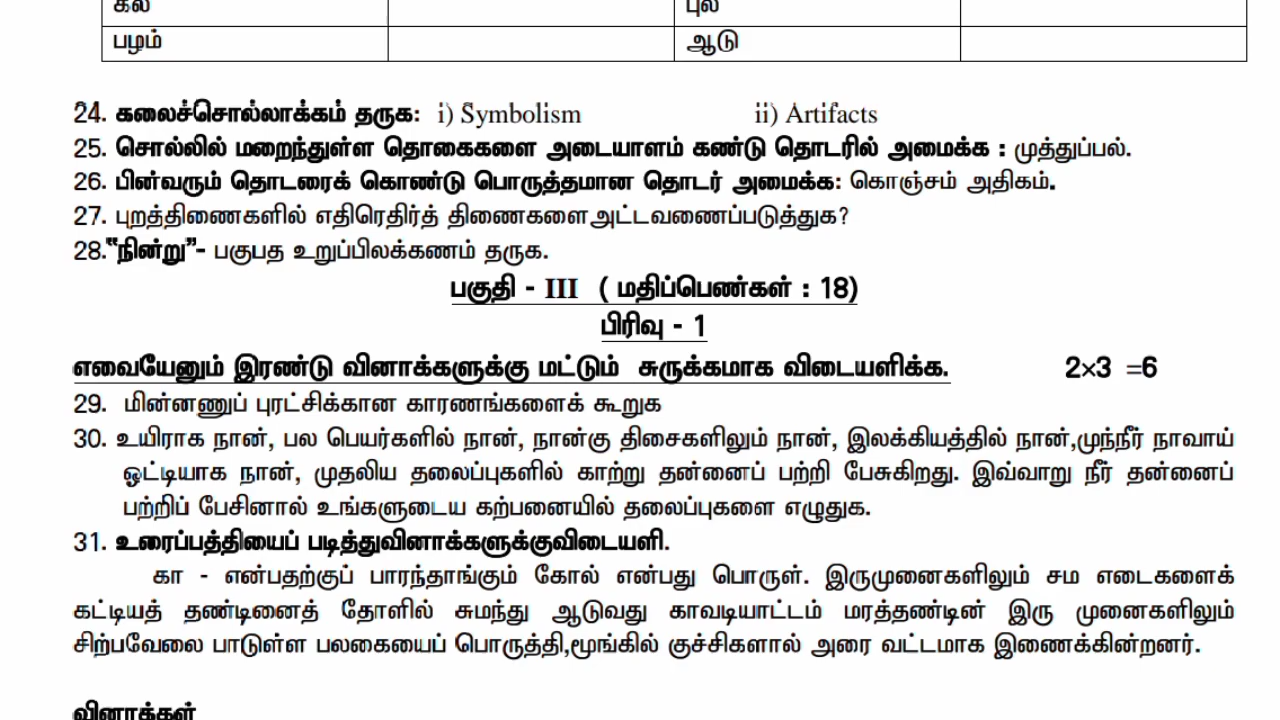 கல் புல்
பழம் ஆடு
24. கலைச்சொல்லாக்கம் தருக: i) Symbolism ii) Artifacts
25. சொல்லில் மறைந்துள்ள தொகைகளை அடையாளம் கண்டு தொடரில் அமைக்க : முத்துப்பல்.
26. பின்வரும் தொடரைக் கொண்டு பொருத்தமான தொடர் அமைக்க: கொஞ்சம் அதிகம்.
27. புறத்திணைகளில் எதிரெதிர்த் திணைகளைஅட்டவணைப்படுத்துக?
28."நின்று"- பகுபத உறுப்பிலக்கணம் தருக.
பகுதி - III ( மதிப்பெண்கள் : 18)
பிரிவு - 1
எவையேனும் இரண்டு வினாக்களுக்கு மட்டும் சுருக்கமாக விடையளிக்க. 2×3 =6
29. மின்னணுப் புரட்சிக்கான காரணங்களைக் கூறுக
30. உயிராக நான், பல பெயர்களில் நான், நான்கு திசைகளிலும் நான், இலக்கியத்தில் நான்,முந்நீர் நாவாய்
ஓட்டியாக நான், முதலிய தலைப்புகளில் காற்று தன்னைப் பற்றி பேசுகிறது. இவ்வாறு நீர் தன்னைப்
பற்றிப் பேசினால் உங்களுடைய கற்பனையில் தலைப்புகளை எழுதுக.
31. உரைப்பத்தியைப் படித்துவினாக்களுக்குவிடையளி.
கா - என்பதற்குப் பாரந்தாங்கும் கோல் என்பது பொருள். இருமுனைகளிலும் சம எடைகளைக்
கட்டியத் தண்டினைத் தோளில் சுமந்து ஆடுவது காவடியாட்டம் மரத்தண்டின் இரு முனைகளிலும்
சிற்பவேலை பாடுள்ள பலகையைப் பொருத்தி,மூங்கில் குச்சிகளால் அரை வட்டமாக இணைக்கின்றனர்.
வினாக்கள்